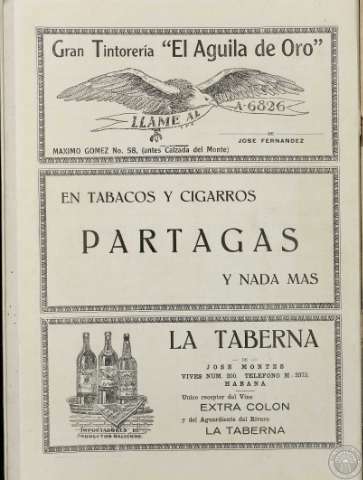 Gran Tintorería "El Aguila de Oro"
LLAME AL A-6826
DE
JOSE FERNANDEZ
MAXIMO GOMEZ No. 58, (antes Calzada del Monte)
EN TABACOS Y CIGARROS
PARTAGAS
Y NADA MAS
LA TABERNA
DE
JOSE MONTES
VIVES NUM. 200. TELEFONO M-2373.
HABANA
Unico receptor del Vino
EXTRA COLON
y del Aguardiente del Rivero
LA TABERNA
IMPORTADORES DE
PRODUCTOS